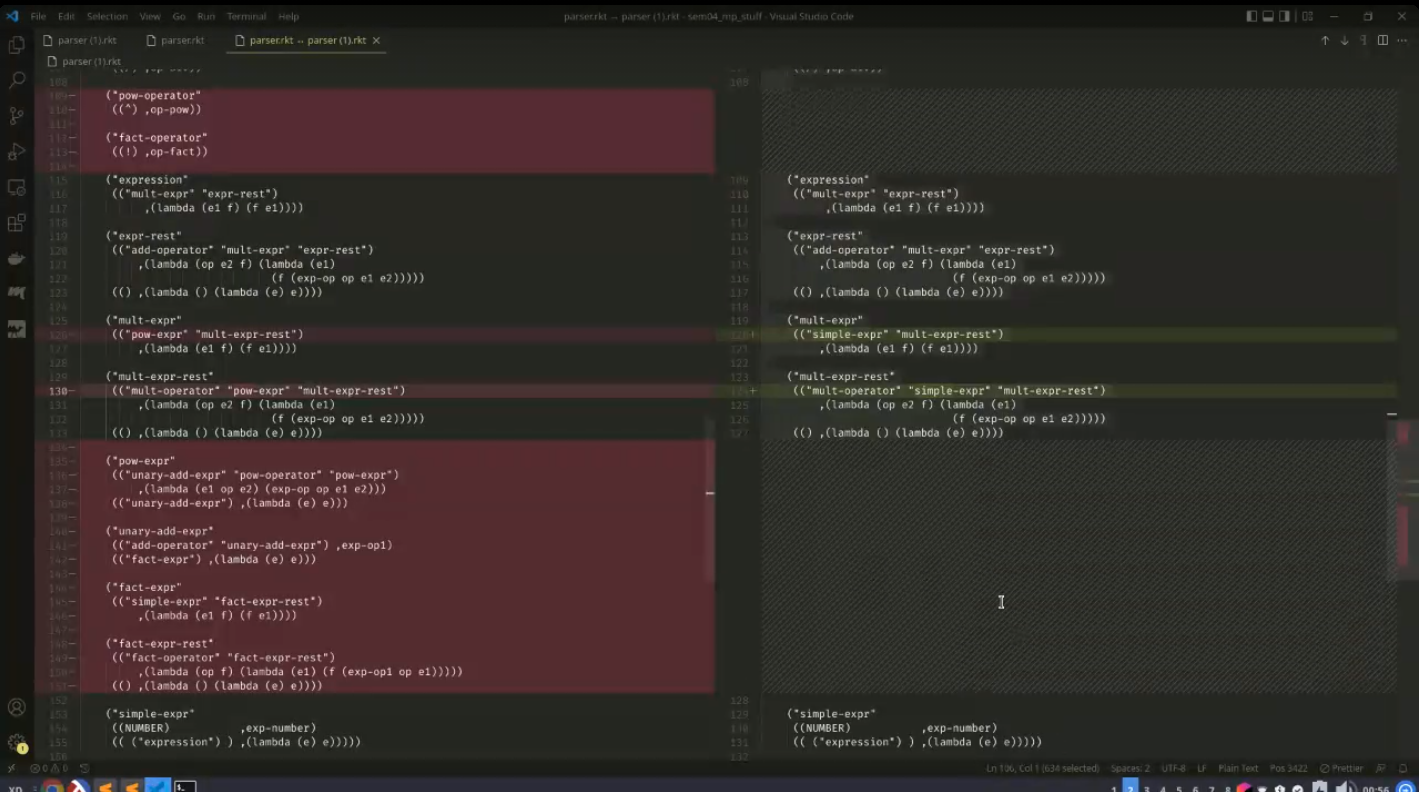 File Edit Selection View Go Run Terminal Help
parser.rkt ↔ parser (1).rkt - sem04_mp_stuff - Visual Studio Code
parser (1).rkt parser.rkt parser.rkt ↔ parser (1).rkt
parser (1).rkt
108
109
109- ("pow-operator"
110- ((^) ,op-pow))
111-
112- ("fact-operator"
113- ((!) ,op-fact))
114-
115 ("expression"
116 (("mult-expr" "expr-rest")
117 ,(lambda (e1 f) (f e1))))
119 ("expr-rest"
120 (("add-operator" "mult-expr" "expr-rest")
121 ,(lambda (op e2 f) (lambda (e1)
122 (f (exp-op op e1 e2)))))
123 (() ,(lambda () (lambda (e) e))))
124
125 ("mult-expr"
126- (("pow-expr" "mult-expr-rest")
127 ,(lambda (e1 f) (f e1))))
128
129 ("mult-expr-rest"
130- (("mult-operator" "pow-expr" "mult-expr-rest")
131 ,(lambda (op e2 f) (lambda (e1)
132 (f (exp-op op e1 e2)))))
133 (() ,(lambda () (lambda (e) e))))
134-
135- ("pow-expr"
136- (("unary-add-expr" "pow-operator" "pow-expr")
137- ,(lambda (e1 op e2) (exp-op op e1 e2)))
138- (("unary-add-expr") ,(lambda (e) e)))
139-
140- ("unary-add-expr"
141- (("add-operator" "unary-add-expr") ,exp-op1)
142- (("fact-expr") ,(lambda (e) e)))
143-
144- ("fact-expr"
145- (("simple-expr" "fact-expr-rest")
146- ,(lambda (e1 f) (f e1))))
147-
148- ("fact-expr-rest"
149- (("fact-operator" "fact-expr-rest")
150- ,(lambda (op f) (lambda (e1) (f (exp-op1 op e1)))))
151- (() ,(lambda () (lambda (e) e))))
152
153 ("simple-expr"
154 ((NUMBER) ,exp-number)
155 (( ("expression") ) ,(lambda (e) e)))))
156
109 ("expression"
110 (("mult-expr" "expr-rest")
111 ,(lambda (e1 f) (f e1))))
112
113 ("expr-rest"
114 (("add-operator" "mult-expr" "expr-rest")
115 ,(lambda (op e2 f) (lambda (e1)
116 (f (exp-op op e1 e2)))))
117 (() ,(lambda () (lambda (e) e))))
118
119 ("mult-expr"
120+ (("simple-expr" "mult-expr-rest")
121 ,(lambda (e1 f) (f e1))))
122
123 ("mult-expr-rest"
124+ (("mult-operator" "simple-expr" "mult-expr-rest")
125 ,(lambda (op e2 f) (lambda (e1)
126 (f (exp-op op e1 e2)))))
127 (() ,(lambda () (lambda (e) e))))
128
129 ("simple-expr"
130 ((NUMBER) ,exp-number)
131 (( ("expression") ) ,(lambda (e) e)))))
132
0 0 Ln 106, Col 1 (634 selected) Spaces: 2 UTF-8 LF Plain Text Pos 3422 Prettier
1 2 3 4 5 6 7 8 00:56